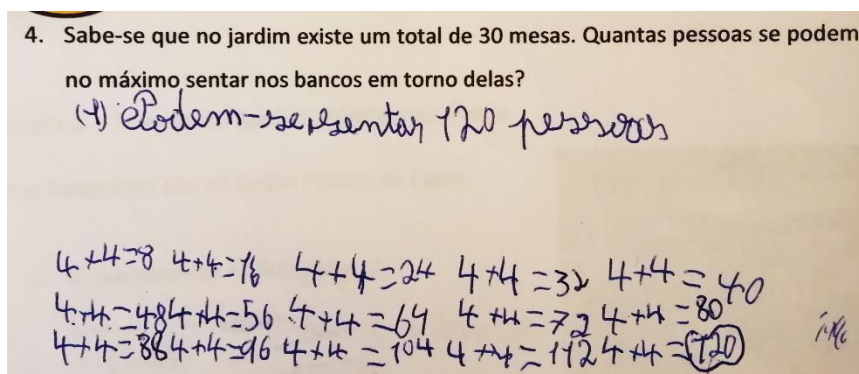 4. Sabe-se que no jardim existe um total de 30 mesas. Quantas pessoas se podem
no máximo sentar nos bancos em torno delas?
Podem-se sentar 120 pessoas
4+4=8 4+4=16 4+4=24 4+4=32 4+4=40
4+4=48 4+4=56 4+4=64 4+4=72 4+4=80
4+4=88 4+4=96 4+4=104 4+4=112 4+4=120